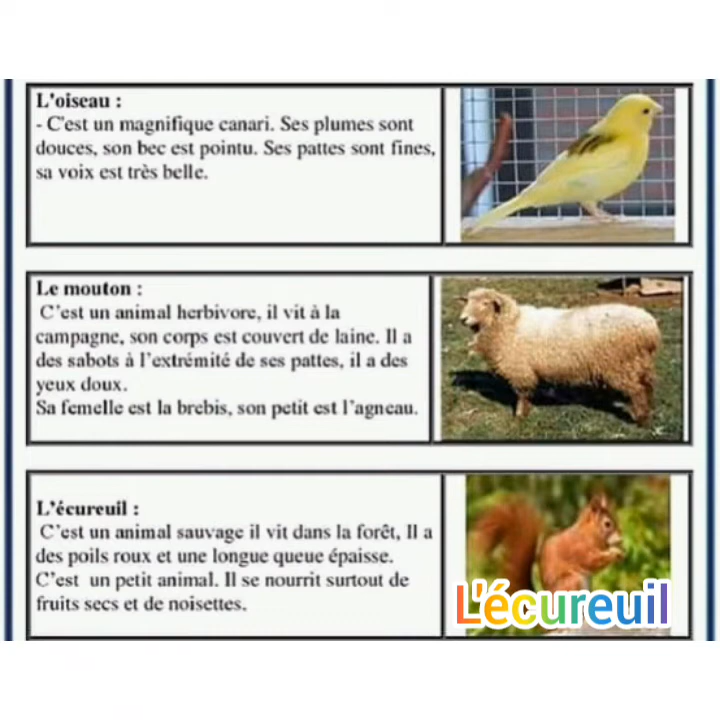 L'oiseau :
- C'est un magnifique canari. Ses plumes sont
douces, son bec est pointu. Ses pattes sont fines,
sa voix est très belle.
Le mouton :
C'est un animal herbivore, il vit à la
campagne, son corps est couvert de laine. Il a
des sabots à l'extrémité de ses pattes, il a des
yeux doux.
Sa femelle est la brebis, son petit est l'agneau.
L'écureuil :
C'est un animal sauvage il vit dans la forêt, Il a
des poils roux et une longue queue épaisse.
C'est un petit animal. Il se nourrit surtout de
fruits secs et de noisettes.
L'écureuil